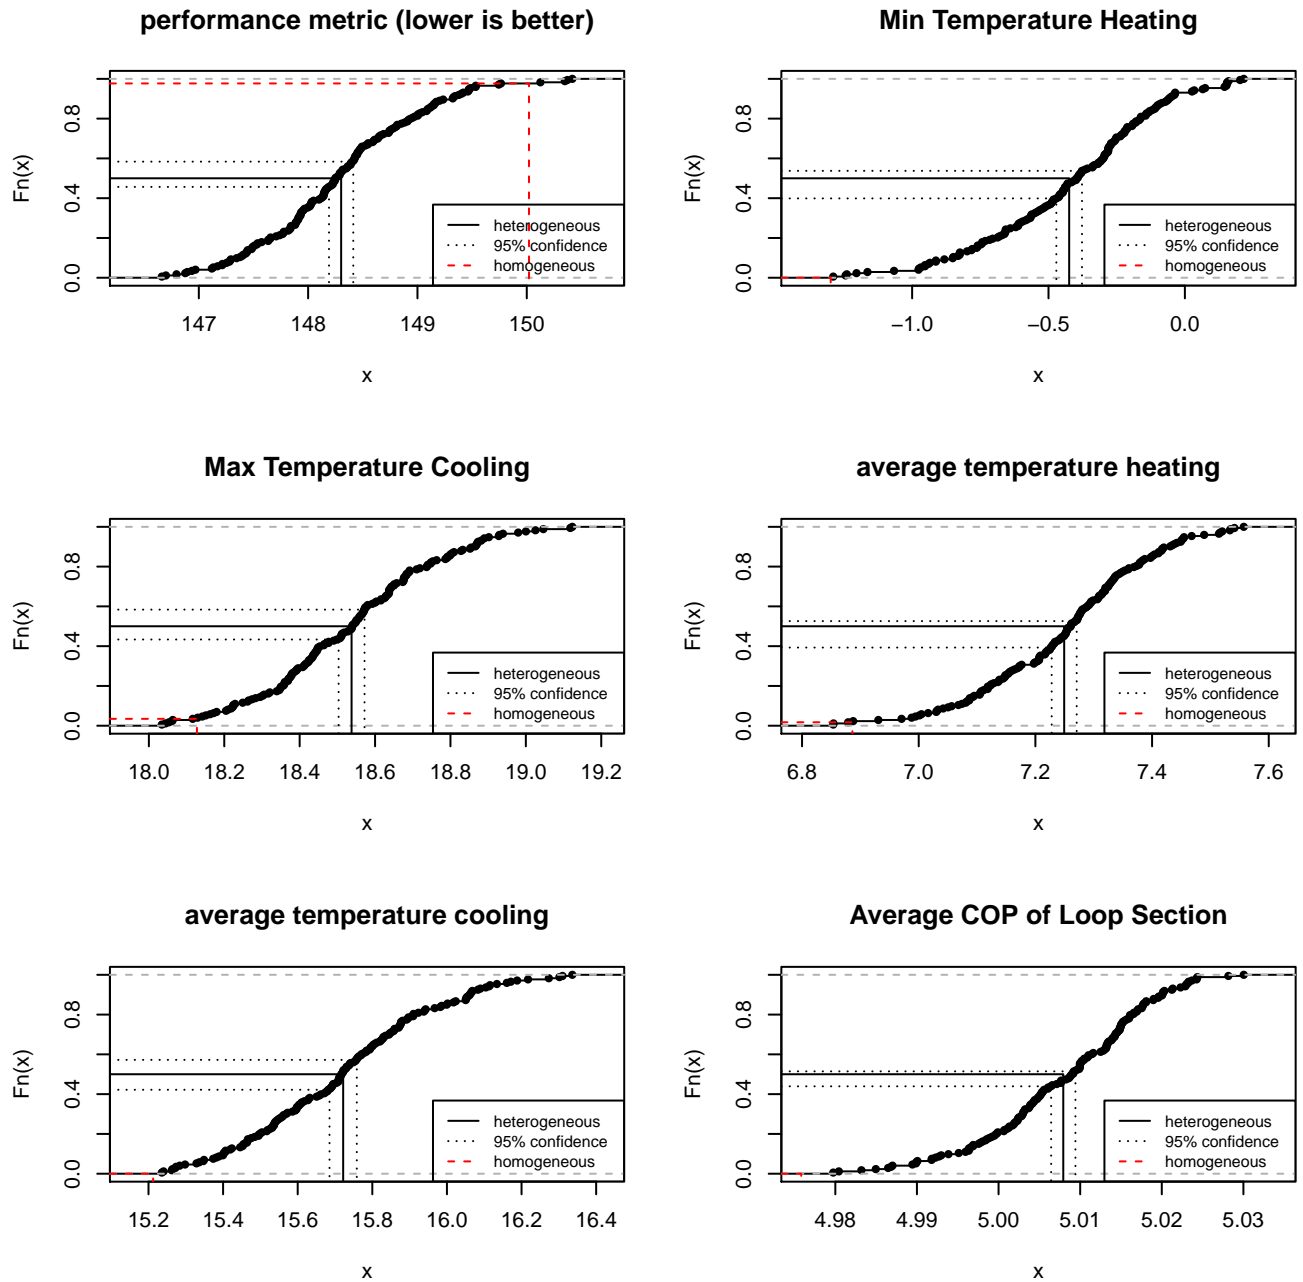 performance metric (lower is better)
Fn(x)
0.0 0.4 0.8
heterogeneous
95% confidence
homogeneous
147 148 149 150
x
Min Temperature Heating
Fn(x)
0.0 0.4 0.8
heterogeneous
95% confidence
homogeneous
−1.0 −0.5 0.0
x
Max Temperature Cooling
Fn(x)
0.0 0.4 0.8
heterogeneous
95% confidence
homogeneous
18.0 18.2 18.4 18.6 18.8 19.0 19.2
x
average temperature heating
Fn(x)
0.0 0.4 0.8
heterogeneous
95% confidence
homogeneous
6.8 7.0 7.2 7.4 7.6
x
average temperature cooling
Fn(x)
0.0 0.4 0.8
heterogeneous
95% confidence
homogeneous
15.2 15.4 15.6 15.8 16.0 16.2 16.4
x
Average COP of Loop Section
Fn(x)
0.0 0.4 0.8
heterogeneous
95% confidence
homogeneous
4.98 4.99 5.00 5.01 5.02 5.03
x